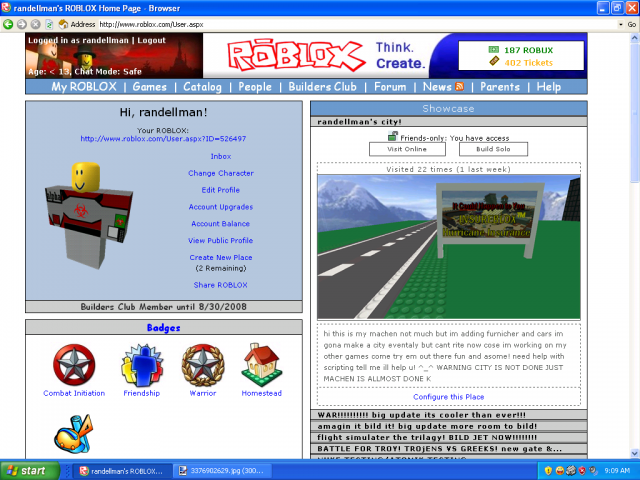 randellman's ROBLOX Home Page - Browser
Address http://www.roblox.com/User.aspx
Go
Logged in as randellman | Logout
Age: < 13, Chat Mode: Safe
ROBLOX
Think.
Create.
187 ROBUX
402 Tickets
My ROBLOX | Games | Catalog | People | Builders Club | Forum | News | Parents | Help
Hi, randellman!
Your ROBLOX:
http://www.roblox.com/User.aspx?ID=526497
Inbox
Change Character
Edit Profile
Account Upgrades
Account Balance
View Public Profile
Create New Place
(2 Remaining)
Share ROBLOX
Builders Club Member until 8/30/2008
Badges
Combat Initiation
Friendship
Warrior
Homestead
Showcase
randellman's city!
Friends-only: You have access
Visit Online
Build Solo
Visited 22 times (1 last week)
It Could Happen to You...
Hurricane Insurance
hi this is my machen not much but im adding furnicher and cars im
gona make a city eventaly but cant rite now cose im working on my
other games come try em out there fun and asome! need help with
scripting tell me ill help u! ^_^ WARNING CITY IS NOT DONE JUST
MACHEN IS ALLMOST DONE K
Configure this Place
WAR!!!!!!!!!! big update its cooler than ever!!!
amagin it bild it! big update more room to bild!
flight simulater the trilagy! BILD JET NOW!!!!!!!!
BATTLE FOR TROY! TROJENS VS GREEKS! new gate &...
start
randellman's ROBLOX...
3376902629.jpg (300...
9:09 AM